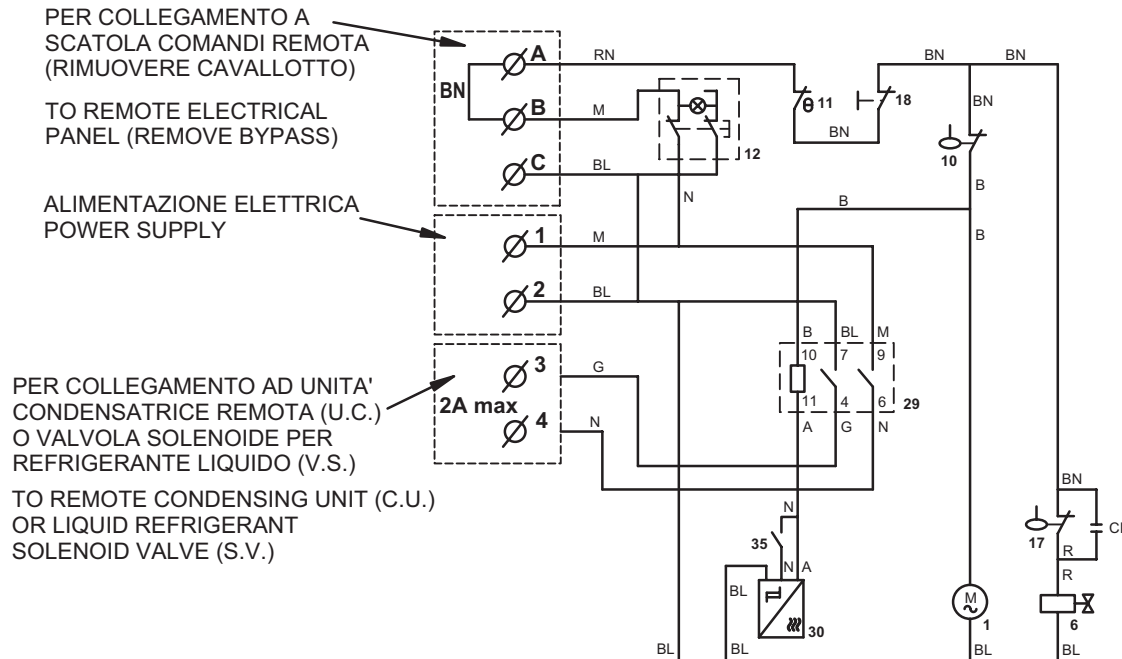 PER COLLEGAMENTO A
SCATOLA COMANDI REMOTA
(RIMUOVERE CAVALLOTTO)
TO REMOTE ELECTRICAL
PANEL (REMOVE BYPASS)
ALIMENTAZIONE ELETTRICA
POWER SUPPLY
PER COLLEGAMENTO AD UNITA'
CONDENSATRICE REMOTA (U.C.)
O VALVOLA SOLENOIDE PER
REFRIGERANTE LIQUIDO (V.S.)
TO REMOTE CONDENSING UNIT (C.U.)
OR LIQUID REFRIGERANT
SOLENOID VALVE (S.V.)
A
BN
B
C
1
2
3
2A max
4
RN
M
BL
12
N
11
BN
18
BN
BN
BN
10
B
B
B
M
BL
G
N
B
BL
M
10
7
9
11
4
6
29
A
G
N
N
35
N
A
BL
30
BL
BL
M
1
BL
BN
17
R
R
6
BL